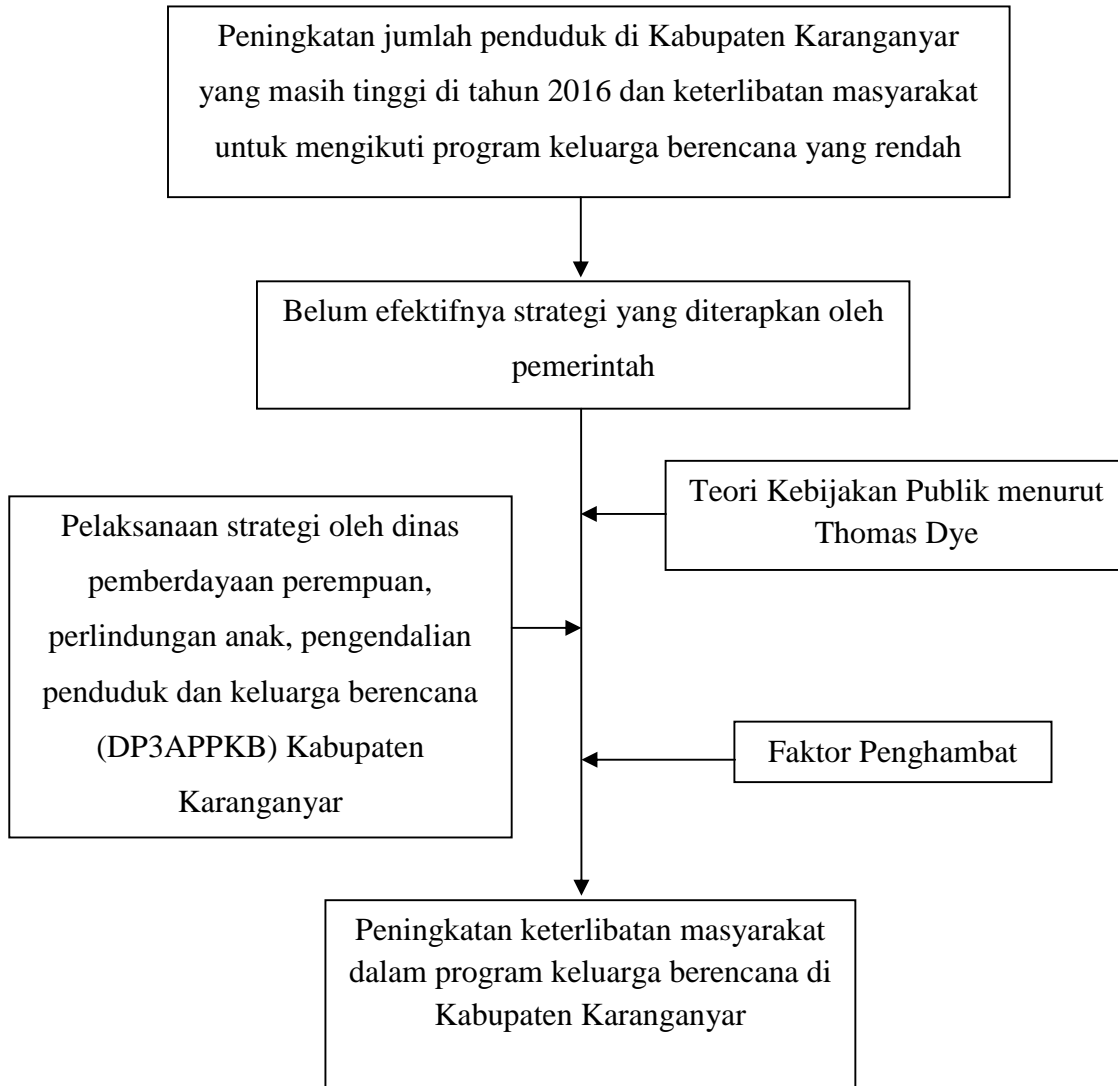 Peningkatan jumlah penduduk di Kabupaten Karanganyar
yang masih tinggi di tahun 2016 dan keterlibatan masyarakat
untuk mengikuti program keluarga berencana yang rendah
Belum efektifnya strategi yang diterapkan oleh
pemerintah
Teori Kebijakan Publik menurut
Thomas Dye
Pelaksanaan strategi oleh dinas
pemberdayaan perempuan,
perlindungan anak, pengendalian
penduduk dan keluarga berencana
(DP3APPKB) Kabupaten
Karanganyar
Faktor Penghambat
Peningkatan keterlibatan masyarakat
dalam program keluarga berencana di
Kabupaten Karanganyar